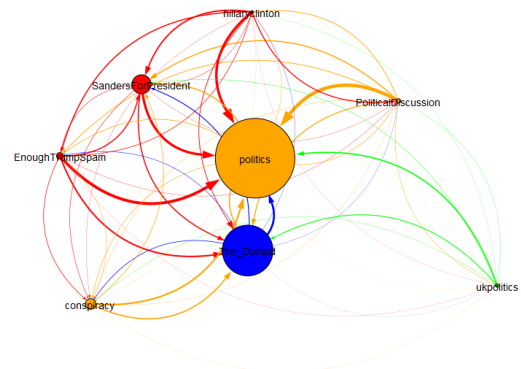 hillaryclinton
SandersForPresident
PoliticalDiscussion
politics
EnoughTrumpSpam
The_Donald
ukpolitics
conspiracy